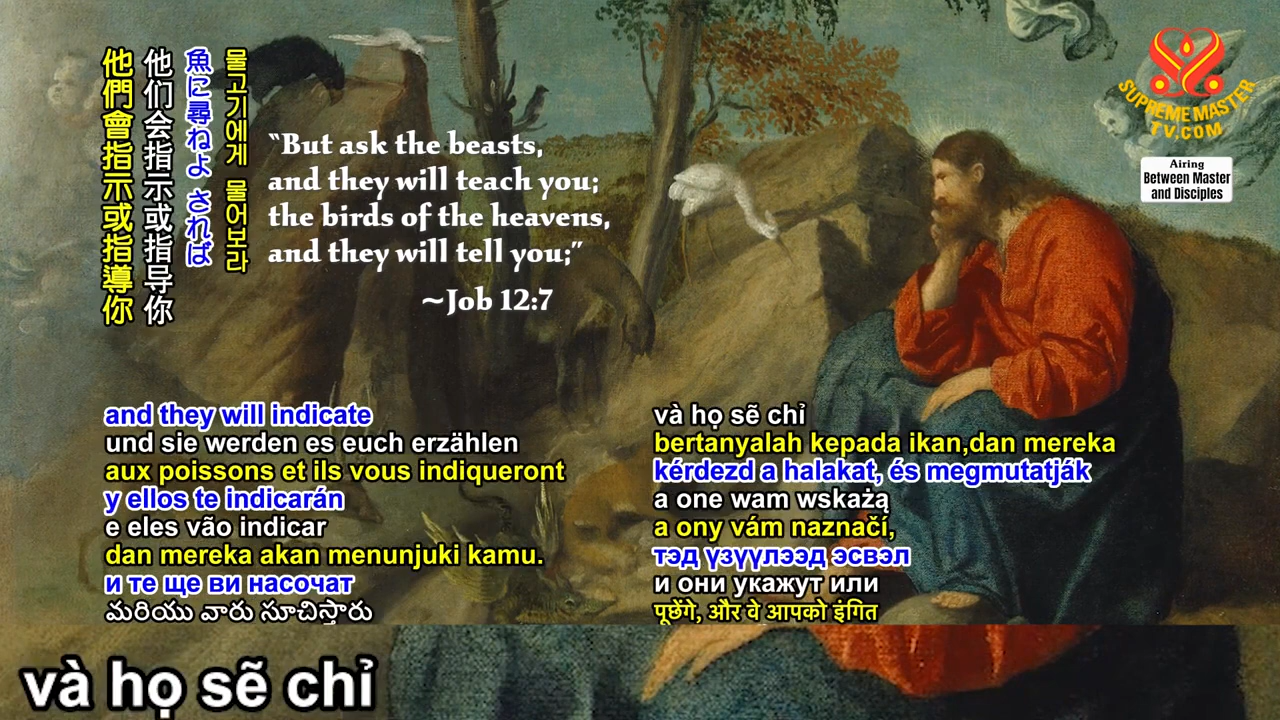 他們會指示或指導你
他们会指示或指导你
魚に尋ねよ されば
물고기에게 물어보라
“But ask the beasts,
and they will teach you;
the birds of the heavens,
and they will tell you;”
~Job 12:7
SUPREME MASTER
TV.COM
Airing
Between Master
and Disciples
and they will indicate
und sie werden es euch erzählen
aux poissons et ils vous indiqueront
y ellos te indicarán
e eles vão indicar
dan mereka akan menunjuki kamu.
и те ще ви насочат
మరియు వారు సూచిస్తారు
và họ sẽ chỉ
bertanyalah kepada ikan,dan mereka
kérdezd a halakat, és megmutatják
a one wam wskażą
a ony vám naznačí,
тэд үзүүлээд эсвэл
и они укажут или
पूछेंगे, और वे आपको इंगित
và họ sẽ chỉ